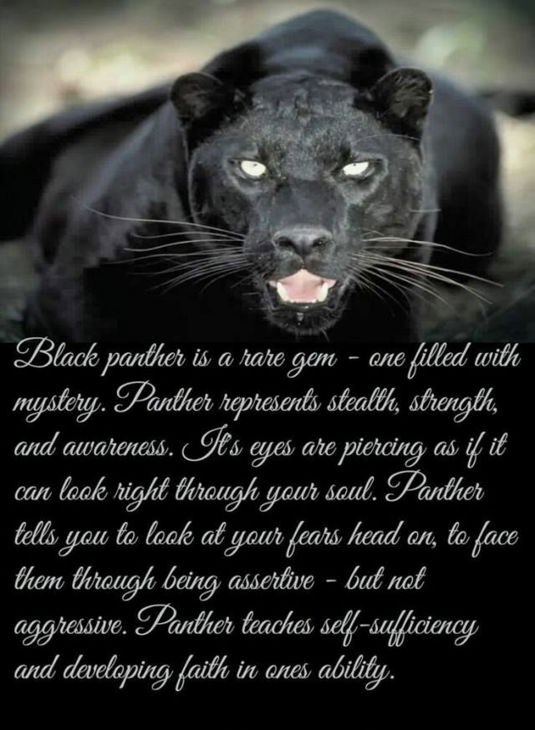 Black panther is a rare gem - one filled with
mystery. Panther represents stealth, strength,
and awareness. It's eyes are piercing as if it
can look right through your soul. Panther
tells you to look at your fears head on, to face
them through being assertive - but not
aggressive. Panther teaches self-sufficiency
and developing faith in ones ability.